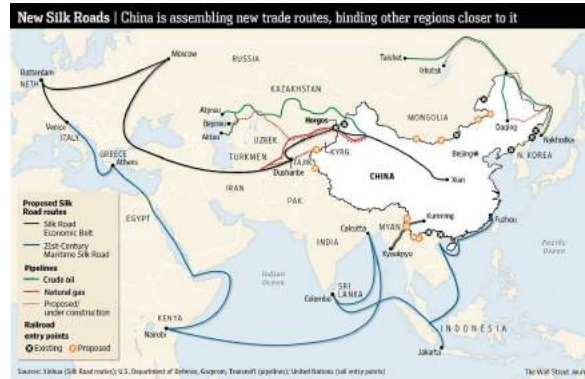 New Silk Roads | China is assembling new trade routes, binding other regions closer to it
Moscow
RUSSIA
Taishet
Irkutsk
Rotterdam
NETH.
KAZAKHSTAN
Atyrau
Beyneu
Aktau
Horgos
MONGOLIA
Daqing
Nakhodka
Venice
ITALY
UZBEK.
KYRG.
Beijing
N. KOREA
GREECE
Athens
TURKMEN.
TAJIK.
Dushanbe
CHINA
Xian
IRAN
PAK.
EGYPT
Proposed Silk
Road routes
Silk Road
Economic Belt
21st-Century
Maritime Silk Road
Pipelines
Crude oil
Natural gas
Proposed/
under construction
Railroad
entry points
Existing
Proposed
Calcutta
Kunming
Fuzhou
INDIA
MYAN.
Kyaukpyu
Pacific
Ocean
Indian
Ocean
SRI
LANKA
Colombo
KENYA
Nairobi
INDONESIA
Jakarta
Sources: Xinhua (Silk Road routes); U.S. Department of Defense, Gazprom, Transneft (pipelines); United Nations (rail entry points)
The Wall Street Jour